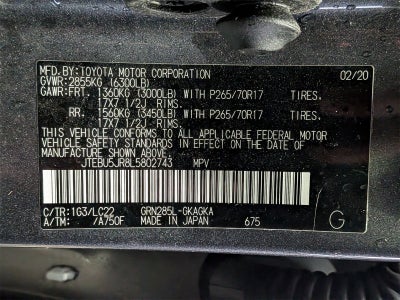 MFD.BY:TOYOTA MOTOR CORPORATION 02/20
GVWR:2855KG (6300LB)
GAWR:FRT. 1360KG (3000LB) WITH P265/70R17 TIRES.
17X7 1/2J RIMS.
RR. 1560KG (3450LB) WITH P265/70R17 TIRES.
17X7 1/2J RIMS.
THIS VEHICLE CONFORMS TO ALL APPLICABLE FEDERAL MOTOR
VEHICLE SAFETY STANDARDS IN EFFECT ON THE DATE OF
MANUFACTURE SHOWN ABOVE.
JTEBU5JR8L5802743 MPV
C/TR:1G3/LC22 GRN285L-GKAGKA
A/TM: /A750F MADE IN JAPAN 675 G